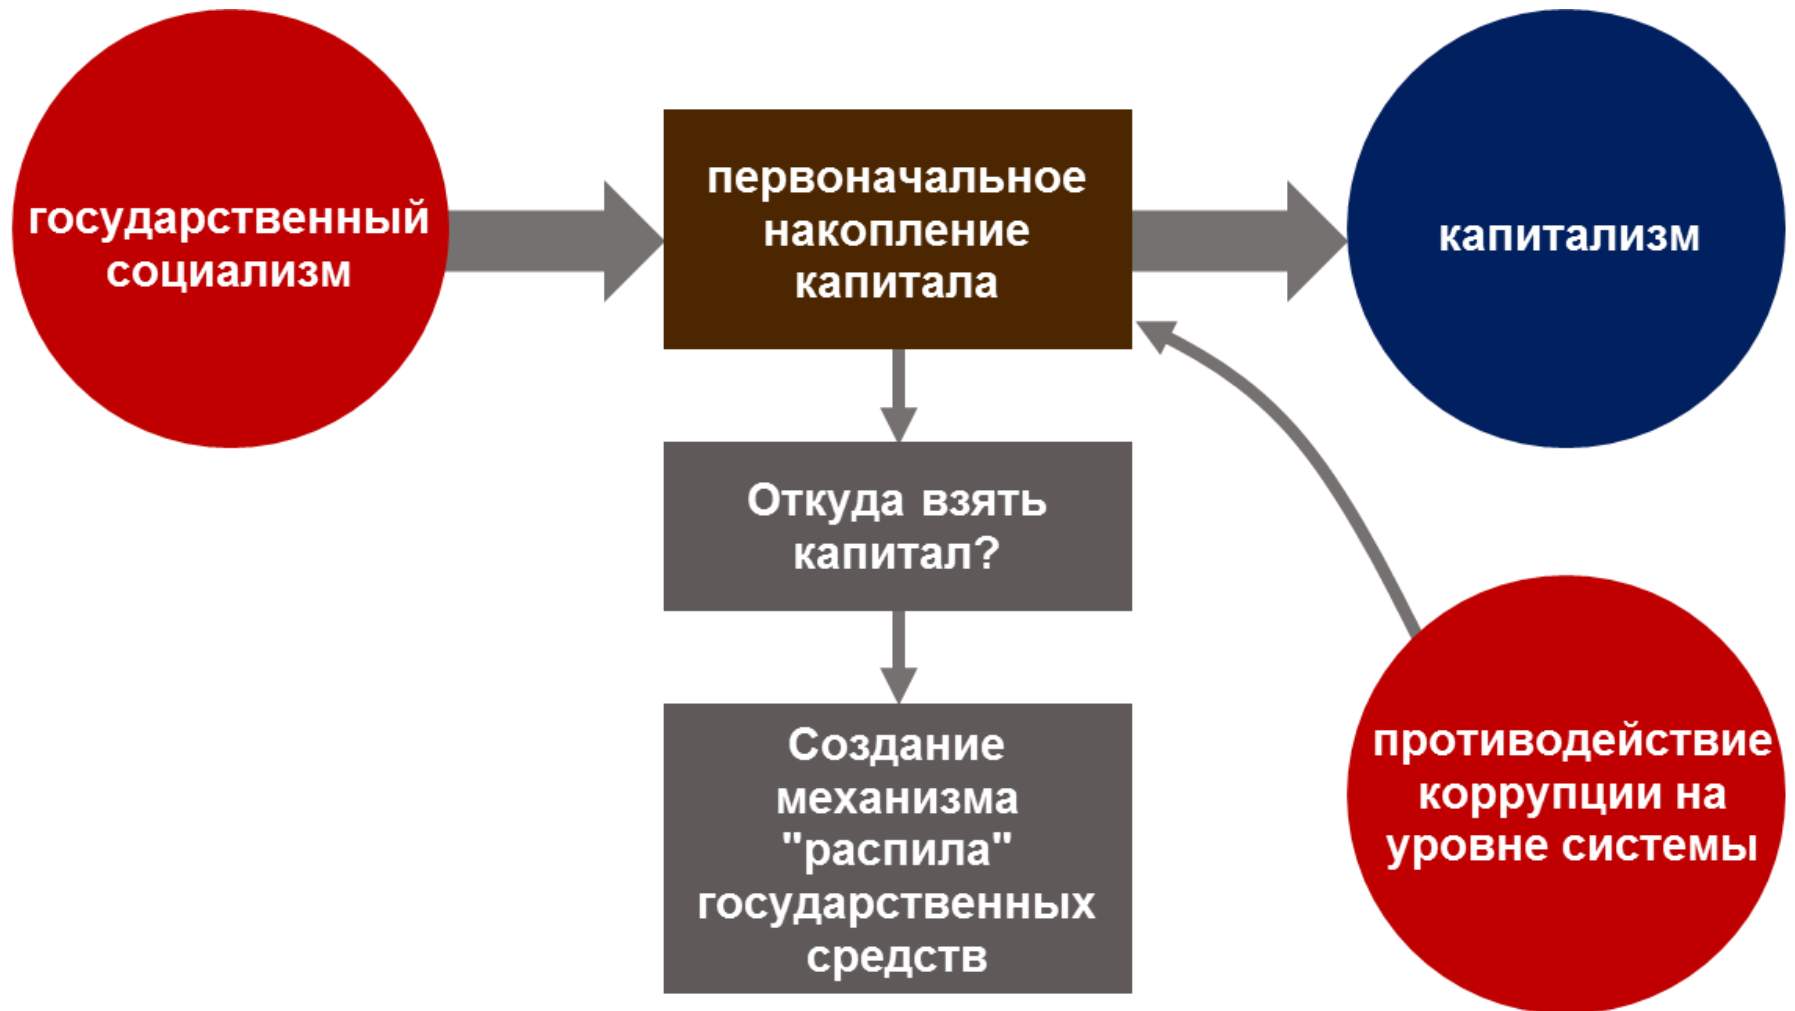 государственный
социализм
первоначальное
накопление
капитала
капитализм
Откуда взять
капитал?
Создание
механизма
"распила"
государственных
средств
противодействие
коррупции на
уровне системы